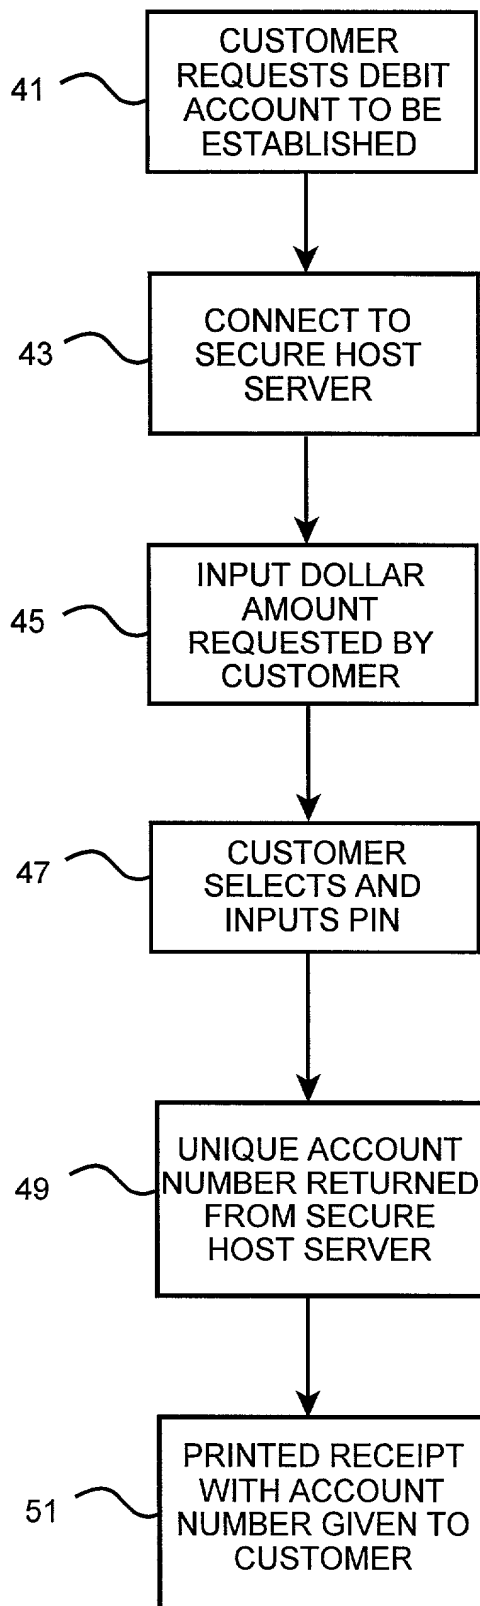 CUSTOMER
REQUESTS DEBIT
ACCOUNT TO BE
ESTABLISHED
41
CONNECT TO
SECURE HOST
SERVER
43
INPUT DOLLAR
AMOUNT
REQUESTED BY
CUSTOMER
45
CUSTOMER
SELECTS AND
INPUTS PIN
47
UNIQUE ACCOUNT
NUMBER RETURNED
FROM SECURE
HOST SERVER
49
PRINTED RECEIPT
WITH ACCOUNT
NUMBER GIVEN TO
CUSTOMER
51